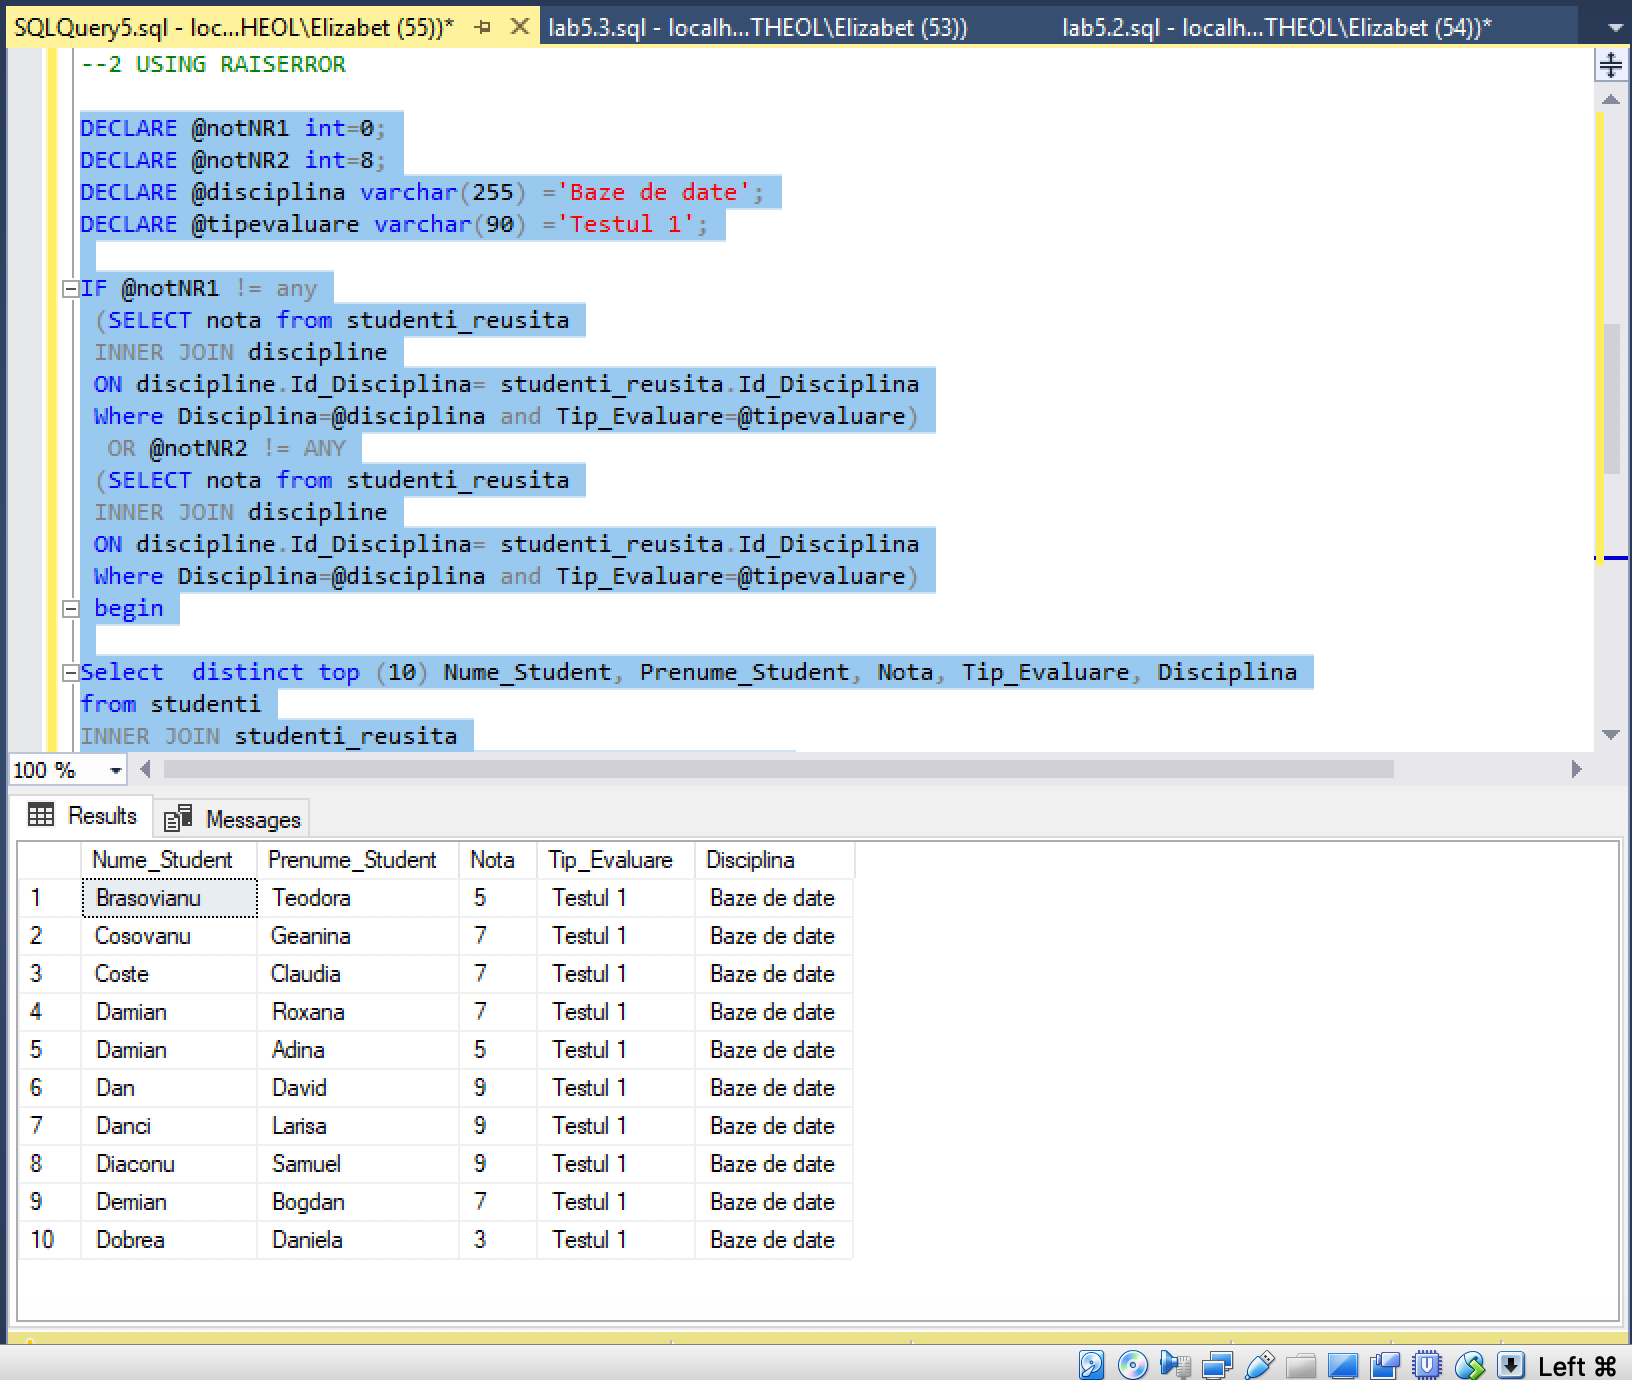 SQLQuery5.sql - loc...HEOL\Elizabet (55))* lab5.3.sql - localh...THEOL\Elizabet (53)) lab5.2.sql - localh...THEOL\Elizabet (54))*
--2 USING RAISERROR
DECLARE @notNR1 int=0;
DECLARE @notNR2 int=8;
DECLARE @disciplina varchar(255) ='Baze de date';
DECLARE @tipevaluare varchar(90) ='Testul 1';
IF @notNR1 != any
(SELECT nota from studenti_reusita
INNER JOIN discipline
ON discipline.Id_Disciplina= studenti_reusita.Id_Disciplina
Where Disciplina=@disciplina and Tip_Evaluare=@tipevaluare)
OR @notNR2 != ANY
(SELECT nota from studenti_reusita
INNER JOIN discipline
ON discipline.Id_Disciplina= studenti_reusita.Id_Disciplina
Where Disciplina=@disciplina and Tip_Evaluare=@tipevaluare)
begin
Select  distinct top (10) Nume_Student, Prenume_Student, Nota, Tip_Evaluare, Disciplina
from studenti
INNER JOIN studenti_reusita
100 %
Results Messages
Nume_Student Prenume_Student Nota Tip_Evaluare Disciplina
1 Brasovianu Teodora 5 Testul 1 Baze de date
2 Cosovanu Geanina 7 Testul 1 Baze de date
3 Coste Claudia 7 Testul 1 Baze de date
4 Damian Roxana 7 Testul 1 Baze de date
5 Damian Adina 5 Testul 1 Baze de date
6 Dan David 9 Testul 1 Baze de date
7 Danci Larisa 9 Testul 1 Baze de date
8 Diaconu Samuel 9 Testul 1 Baze de date
9 Demian Bogdan 7 Testul 1 Baze de date
10 Dobrea Daniela 3 Testul 1 Baze de date
Left ⌘